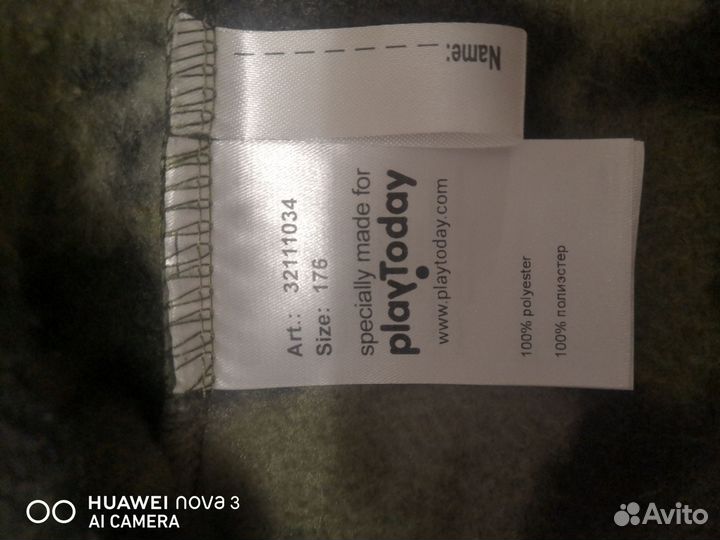 Name:
Art.: 32111034
Size: 176
specially made for
playToday
www.playtoday.com
100% polyester
100% полиэстер
HUAWEI nova 3
AI CAMERA
Avito